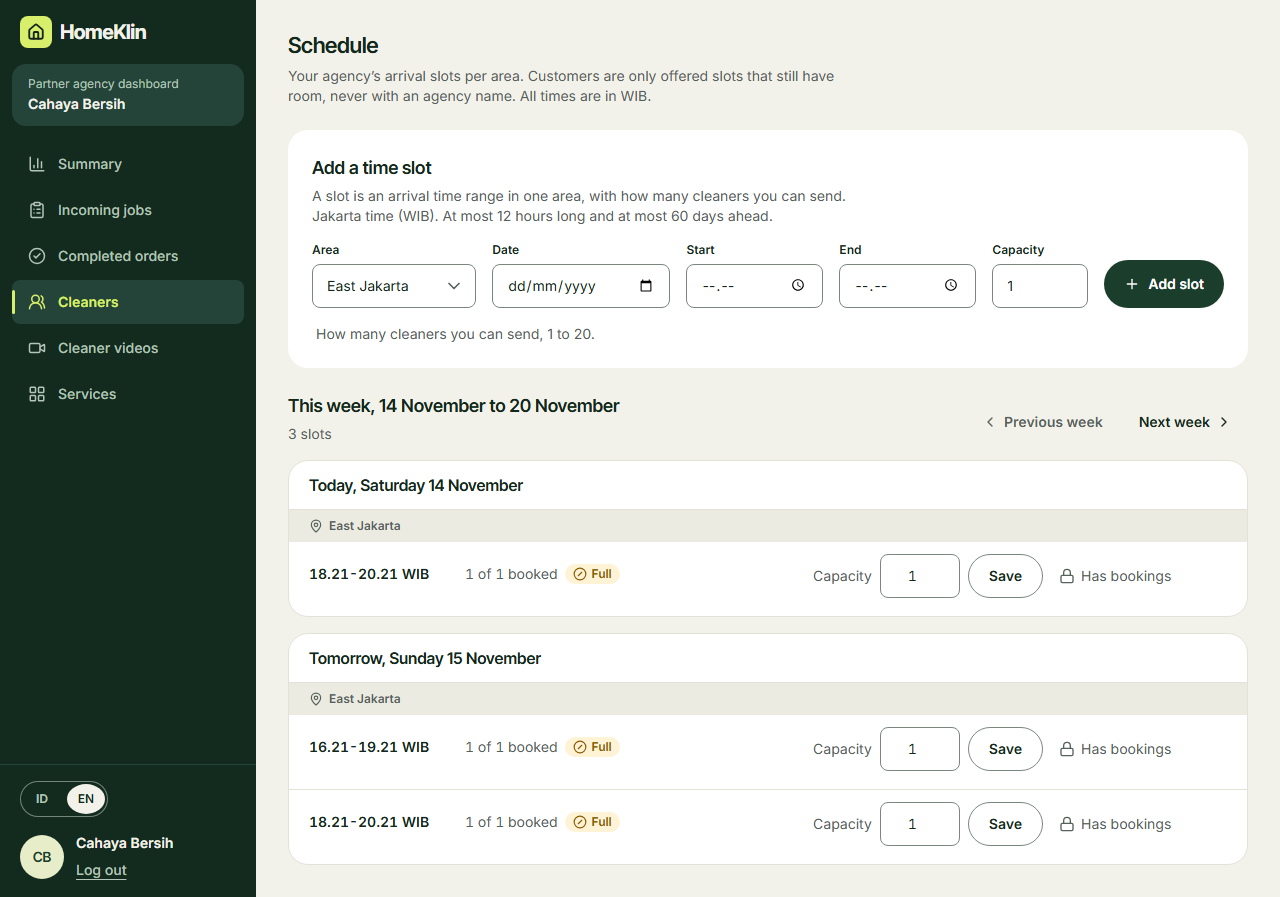 HomeKlin
Partner agency dashboard
Cahaya Bersih
Summary
Incoming jobs
Completed orders
Cleaners
Cleaner videos
Services
ID EN
CB
Cahaya Bersih
Log out
Schedule
Your agency’s arrival slots per area. Customers are only offered slots that still have
room, never with an agency name. All times are in WIB.
Add a time slot
A slot is an arrival time range in one area, with how many cleaners you can send.
Jakarta time (WIB). At most 12 hours long and at most 60 days ahead.
Area Date Start End Capacity
East Jakarta dd/mm/yyyy --.-- --.-- 1 Add slot
How many cleaners you can send, 1 to 20.
This week, 14 November to 20 November
3 slots
Previous week Next week
Today, Saturday 14 November
East Jakarta
18.21-20.21 WIB 1 of 1 booked Full Capacity 1 Save Has bookings
Tomorrow, Sunday 15 November
East Jakarta
16.21-19.21 WIB 1 of 1 booked Full Capacity 1 Save Has bookings
18.21-20.21 WIB 1 of 1 booked Full Capacity 1 Save Has bookings